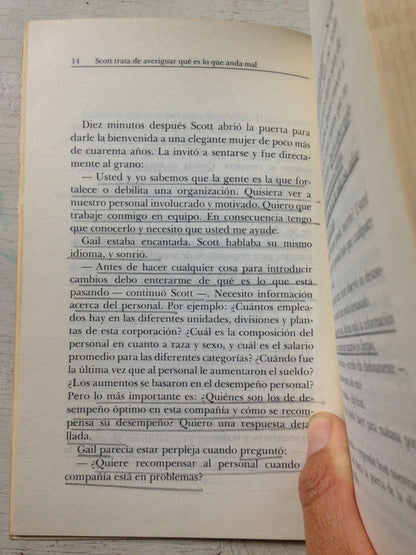 14 Scott trata de averiguar qué es lo que anda mal
Diez minutos después Scott abrió la puerta para
darle la bienvenida a una elegante mujer de poco más
de cuarenta años. La invitó a sentarse y fue directa-
mente al grano:
— Usted y yo sabemos que la gente es la que for-
talece o debilita una organización. Quisiera ver a
nuestro personal involucrado y motivado. Quiero que
trabaje conmigo en equipo. En consecuencia tengo
que conocerlo y necesito que usted me ayude.
Gail estaba encantada. Scott hablaba su mismo
idioma, y sonrió.
— Antes de hacer cualquier cosa para introducir
cambios debo enterarme de qué es lo que está
pasando — continuó Scott —. Necesito información
acerca del personal. Por ejemplo: ¿Cuántos emplea-
dos hay en las diferentes unidades, divisiones y plan-
tas de esta corporación? ¿Cuál es la composición del
personal en cuanto a raza y sexo, y cuál es el salario
promedio para las diferentes categorías? ¿Cuándo fue
la última vez que al personal le aumentaron el sueldo?
¿Los aumentos se basaron en el desempeño personal?
Pero lo más importante es: ¿Quiénes son los de de-
sempeño óptimo en esta compañía y cómo se recom-
pensa su desempeño? Quiero una respuesta deta
llada.
Gail parecía estar perpleja cuando preguntó:
— ¿Quiere recompensar al personal cuando
compañía está en problemas?